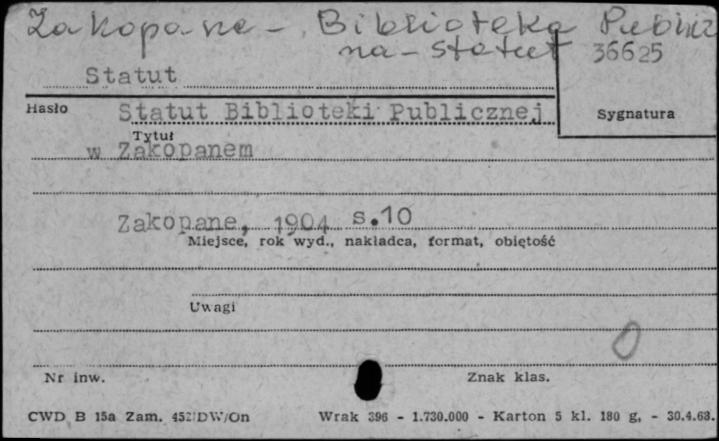 Zakopane - Biblioteka Publicz
na - statut
36625
Statut
Hasło
Statut Biblioteki Publicznej
Sygnatura
Tytuł
w Zakopanem
Zakopane, 1904 s.10
Miejsce, rok wyd., nakładca, format, objętość
Uwagi
0
Nr inw.
Znak klas.
CWD B 15a Zam. 452/DW/On Wrak 396 - 1.730.000 - Karton 5 kl. 180 g, - 30.4.63.